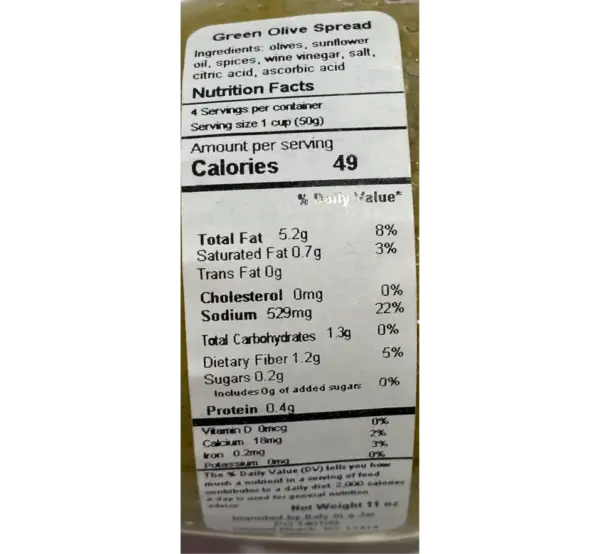 Green Olive Spread
Ingredients: olives, sunflower
oil, spices, wine vinegar, salt,
citric acid, ascorbic acid
Nutrition Facts
4 Servings per container
Serving size 1 cup (50g)
Amount per serving
Calories 49
% Daily Value*
Total Fat 5.2g 8%
Saturated Fat 0.7g 3%
Trans Fat 0g
Cholesterol 0mg 0%
Sodium 529mg 22%
Total Carbohydrates 1.3g 0%
Dietary Fiber 1.2g 5%
Sugars 0.2g
Includes 0g of added sugars 0%
Protein 0.4g
Vitamin D 0mcg 0%
Calcium 18mg 2%
Iron 0.2mg 3%
Potassium 0mg 0%
The % Daily Value (DV) tells you how
much a nutrient in a serving of food
contributes to a daily diet 2,000 calories
a day is used for general nutrition
advice
Net Weight 11 oz
Imported by Italy in a Jar